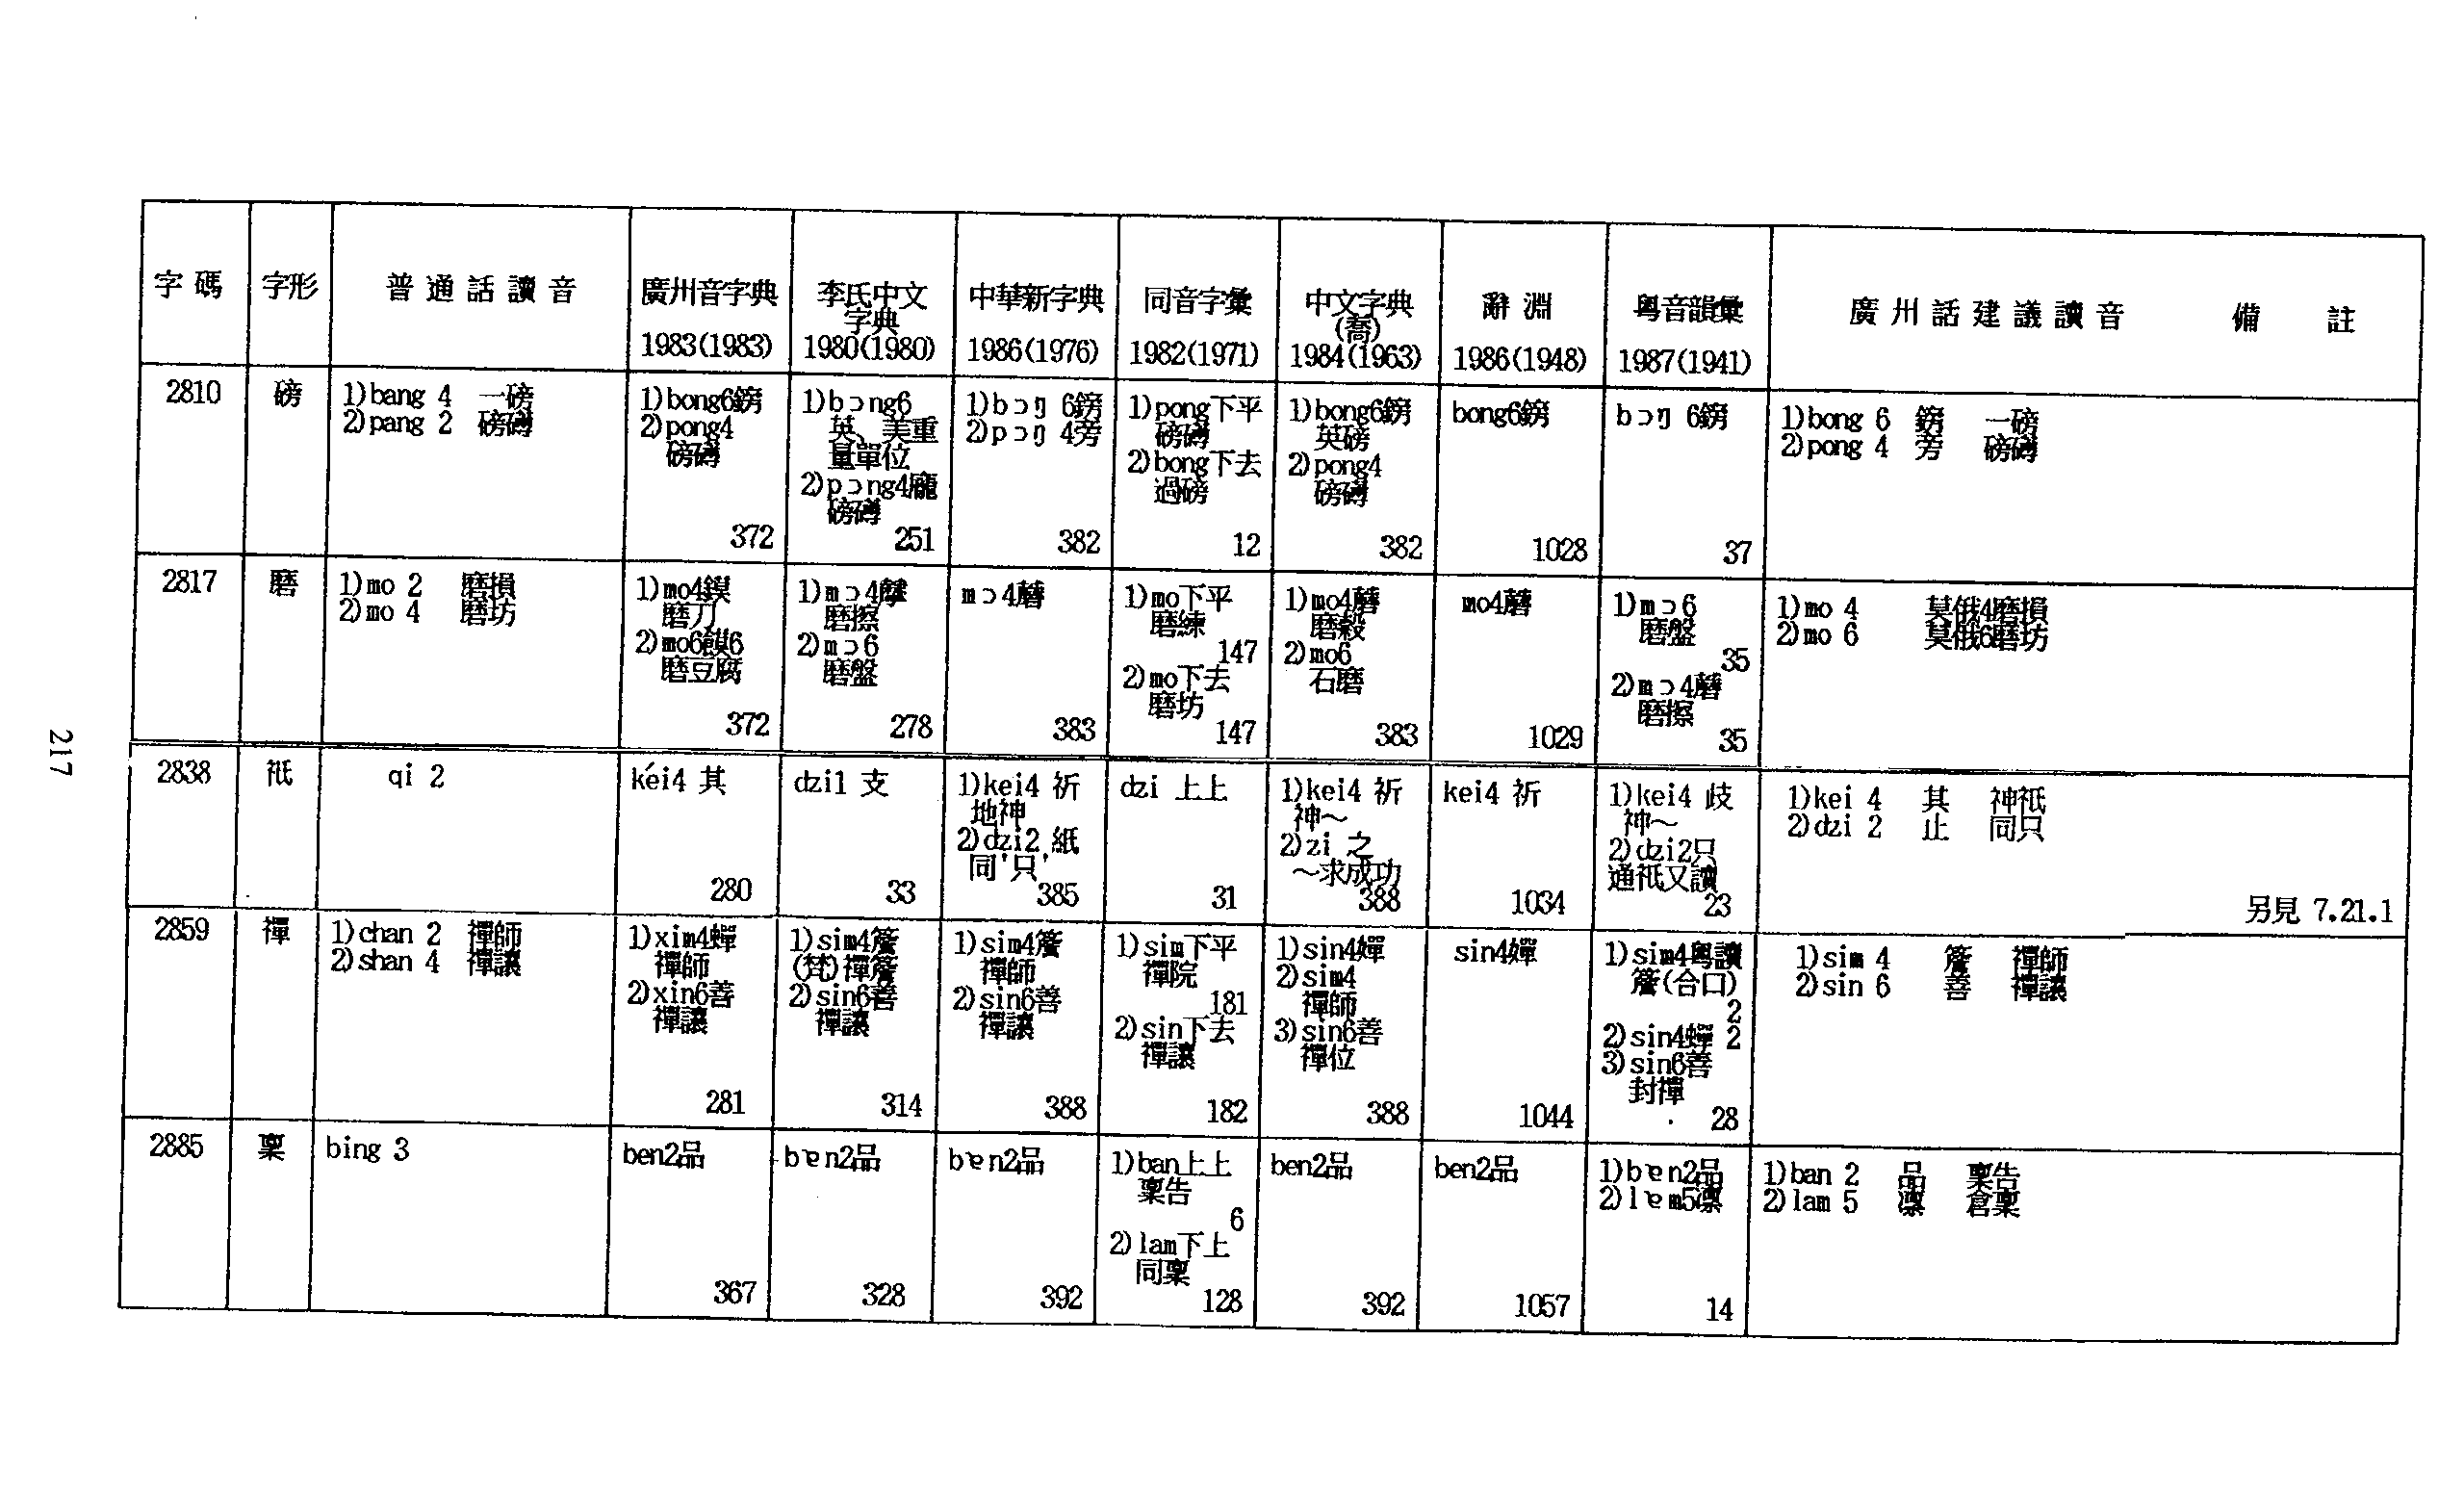 字碼 字形 普通話讀音 廣州音字典 李氏中文 中華新字典 同音字彙 中文字典 辭淵 粵音韻彙 廣州話建議讀音 備註
字典 (喬)
1983(1983) 1980(1980) 1986(1976) 1982(1971) 1984(1963) 1986(1948) 1987(1941)
2810
磅
1)bang 4 一磅
2)pang 2 磅礡
1)bong6鎊
2)pong4
磅礡
372
1)bɔng6
英、美重
量單位
2)pɔng4龐
磅礡
251
1)bɔŋ 6鎊
2)pɔŋ 4旁
382
1)pong下平
磅礡
2)bong下去
過磅
12
1)bong6鎊
英磅
2)pong4
磅礡
382
bong6鎊
1028
bɔŋ 6鎊
37
1)bong 6 鎊 一磅
2)pong 4 旁 磅礡
2817
磨
1)mo 2 磨損
2)mo 4 磨坊
1)mo4鏌
磨刀
2)mo6饃6
磨豆腐
372
1)mɔ4摩
磨擦
2)mɔ6
磨盤
278
mɔ4蘑
383
1)mo下平
磨練
147
2)mo下去
磨坊
147
1)mo4蘑
磨穀
2)mo6
石磨
383
mo4蘑
1029
1)mɔ6
磨盤
35
2)mɔ4蘑
磨擦
35
1)mo 4 莫俄4磨損
2)mo 6 莫俄6磨坊
2838
祇
qi 2
kéi4 其
280
dzi1 支
33
1)kei4 祈
地神
2)dzi2 紙
同'只'
385
dzi 上上
31
1)kei4 祈
神～
2)zi 之
～求成功
388
kei4 祈
1034
1)kei4 歧
神～
2)dzi2只
通祇又讀
23
1)kei 4 其 神祇
2)dzi 2 止 同只
另見 7.21.1
2859
禪
1)chan 2 禪師
2)shan 4 禪讓
1)xim4蟬
禪師
2)xin6善
禪讓
281
1)sim4簷
(梵)禪簷
2)sin6善
禪讓
314
1)sim4簷
禪師
2)sin6善
禪讓
388
1)sim下平
禪院
181
2)sin下去
禪讓
182
1)sin4嬋
2)sim4
禪師
3)sin6善
禪位
388
sin4嬋
1044
1)sim4粵讀
簷(合口)
2
2)sin4蟬 2
3)sin6善
封禪
28
1)sim 4 簷 禪師
2)sin 6 善 禪讓
2885
稟
bing 3
ben2品
367
bɐn2品
328
bɐn2品
392
1)ban上上
稟告
6
2)lam下上
同稟
128
ben2品
392
ben2品
1057
1)bɐn2品
2)lɐm5凜
14
1)ban 2 品 稟告
2)lam 5 凜 倉稟
217